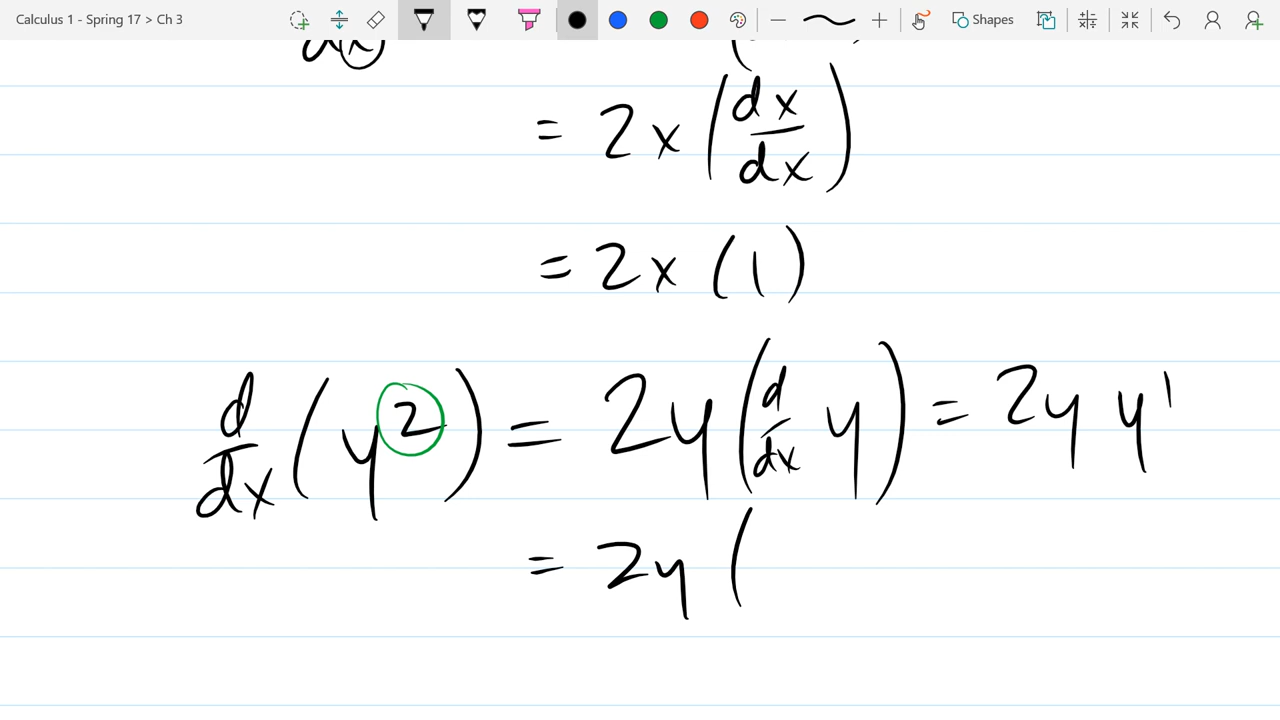 Calculus 1 - Spring 17 > Ch 3
Shapes
= 2x (dx/dx)
= 2x (1)
d/dx (y²) = 2y (d/dx y) = 2y y'
= 2y (